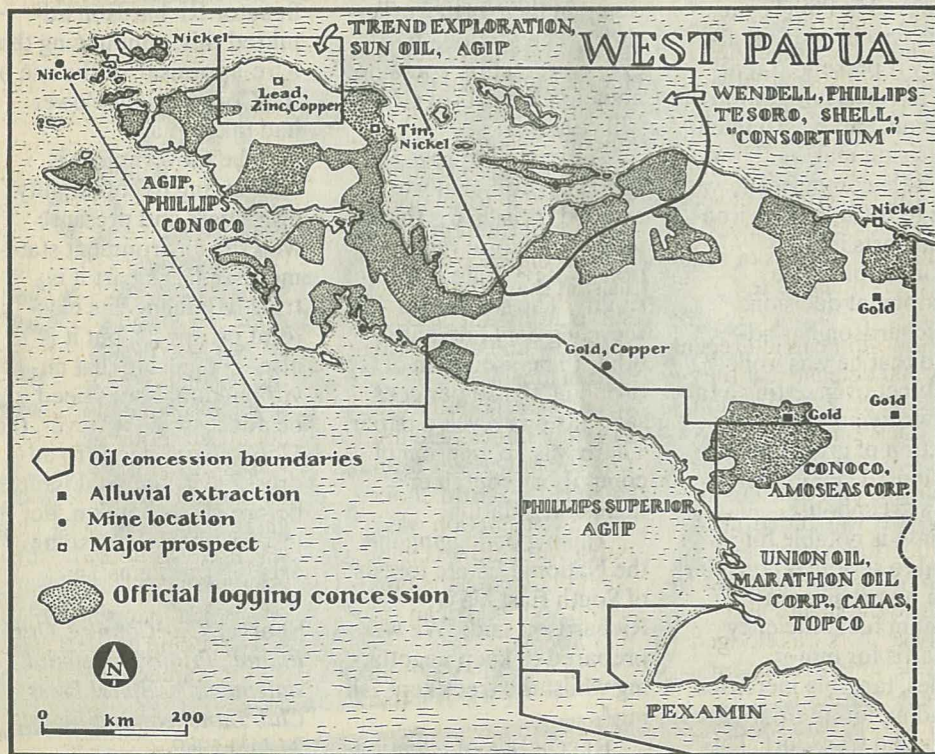 WEST PAPUA
TREND EXPLORATION,
SUN OIL, AGIP
WENDELL, PHILLIPS
TESORO, SHELL,
"CONSORTIUM"
Nickel
Nickel
Lead,
Zinc, Copper
Tin,
Nickel
AGIP,
PHILLIPS
CONOCO
Nickel
Gold
Gold, Copper
Gold
Gold
CONOCO,
AMOSEAS CORP.
PHILLIPS SUPERIOR,
AGIP
UNION OIL,
MARATHON OIL
CORP., CALAS,
TOPCO
PEXAMIN
Oil concession boundaries
Alluvial extraction
Mine location
Major prospect
Official logging concession
N
0 km 200